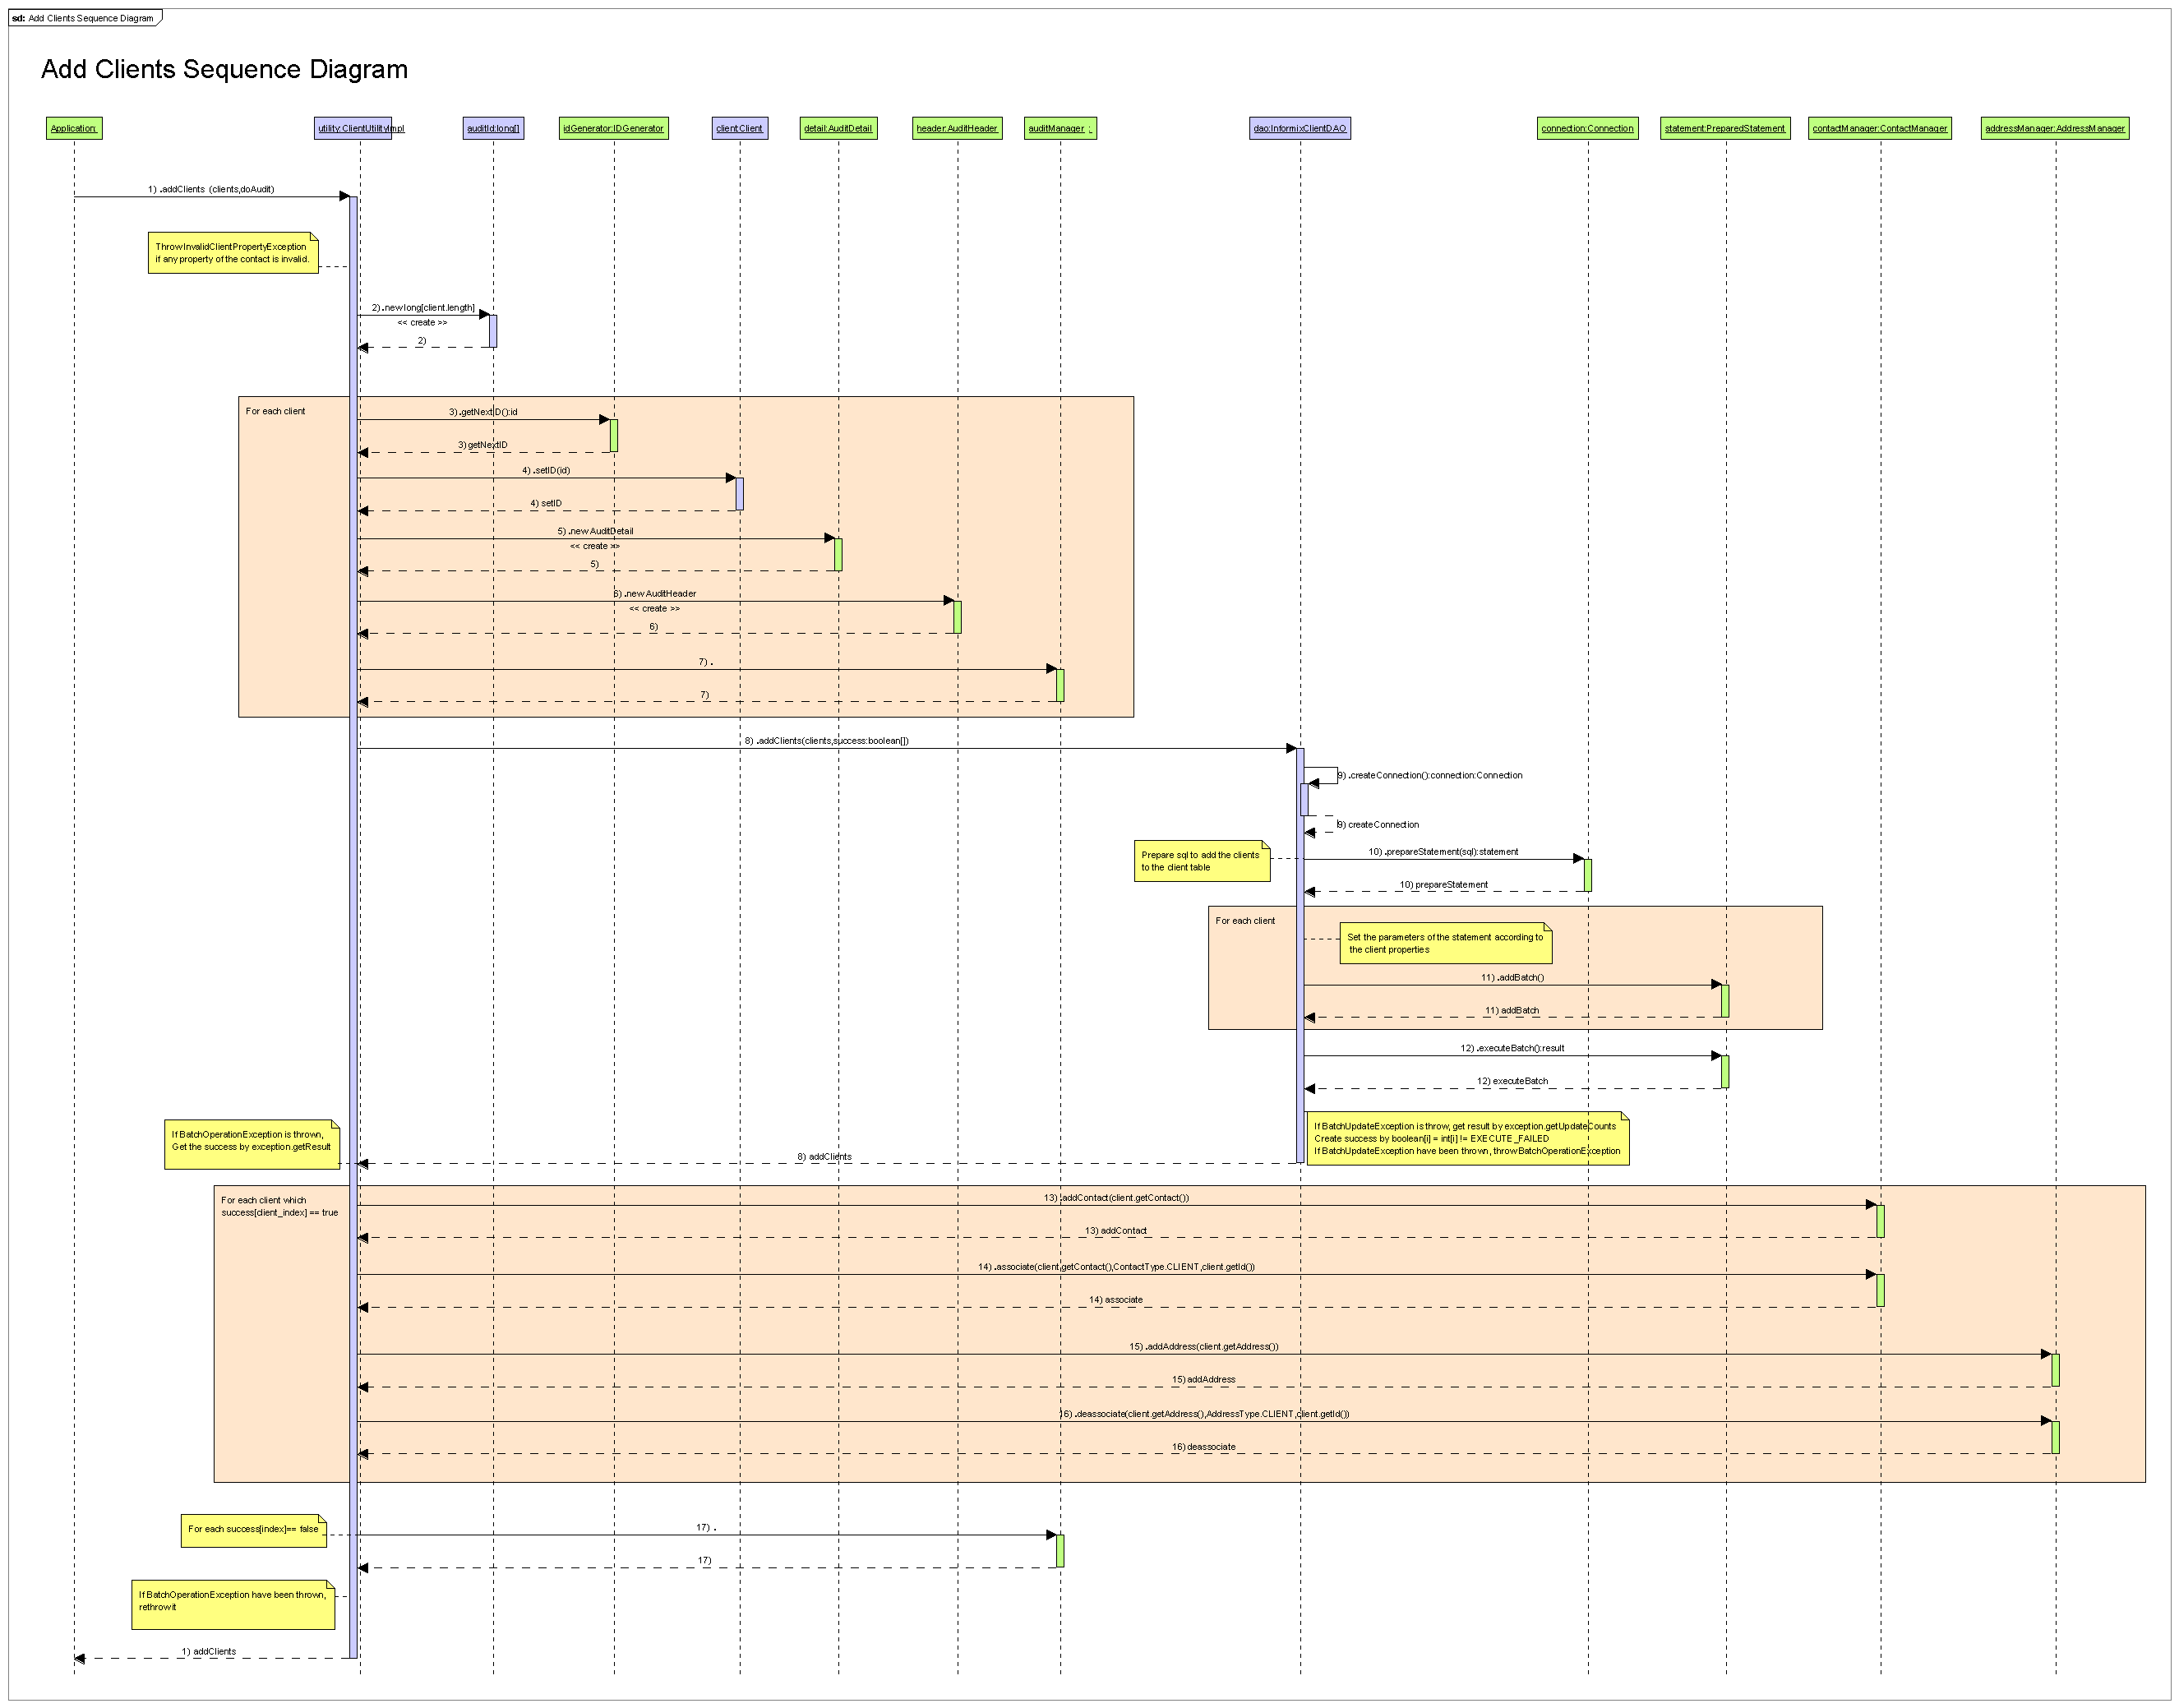 sd: Add Clients Sequence Diagram
Add Clients Sequence Diagram
Application:
utility:ClientUtilityImpl
auditId:long[]
idGenerator:IDGenerator
client:Client
detail:AuditDetail
header:AuditHeader
auditManager :
dao:InformixClientDAO
connection:Connection
statement:PreparedStatement
contactManager:ContactManager
addressManager:AddressManager
1) .addClients (clients,doAudit)
Throw InvalidClientPropertyException
if any property of the contact is invalid.
2) .new long[client.length]
<< create >>
2)
For each client
3) .getNextID():id
3) getNextID
4) .setID(id)
4) setID
5) .new AuditDetail
<< create >>
5)
6) .new AuditHeader
<< create >>
6)
7) .
7)
8) .addClients(clients,success:boolean[])
9) .createConnection():connection:Connection
9) createConnection
Prepare sql to add the clients
to the client table
10) .prepareStatement(sql):statement
10) prepareStatement
For each client
Set the parameters of the statement according to
the client properties
11) .addBatch()
11) addBatch
12) .executeBatch():result
12) executeBatch
If BatchUpdateException is throw, get result by exception.getUpdateCounts
Create success by boolean[i] = int[i] != EXECUTE_FAILED
If BatchUpdateException have been thrown, throw BatchOperationException
If BatchOperationException is thrown,
Get the success by exception.getResult
8) addClients
For each client which
success[client_index] == true
13) .addContact(client.getContact())
13) addContact
14) .associate(client.getContact(),ContactType.CLIENT,client.getId())
14) associate
15) .addAddress(client.getAddress())
15) addAddress
16) .deassociate(client.getAddress(),AddressType.CLIENT,client.getId())
16) deassociate
For each success[index]== false
17) .
17)
If BatchOperationException have been thrown,
rethrow it
1) addClients